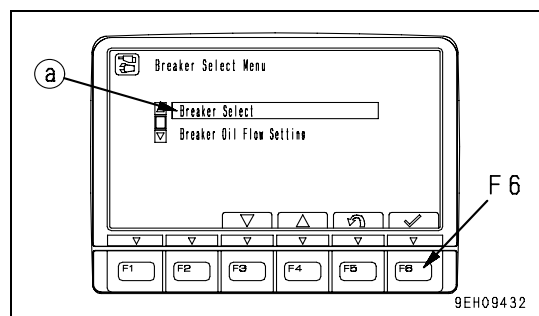 Breaker Select Menu
a
Breaker Select
Breaker Oil Flow Setting
F6
F1 F2 F3 F4 F5 F6
9EH09432